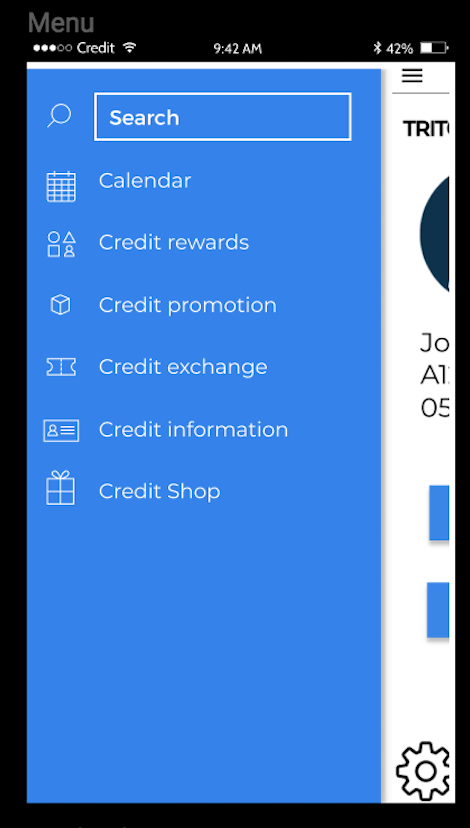 Menu
Credit 9:42 AM 42%
Search
TRIT
Calendar
Credit rewards
Credit promotion
Credit exchange
Jo
A1
05
Credit information
Credit Shop